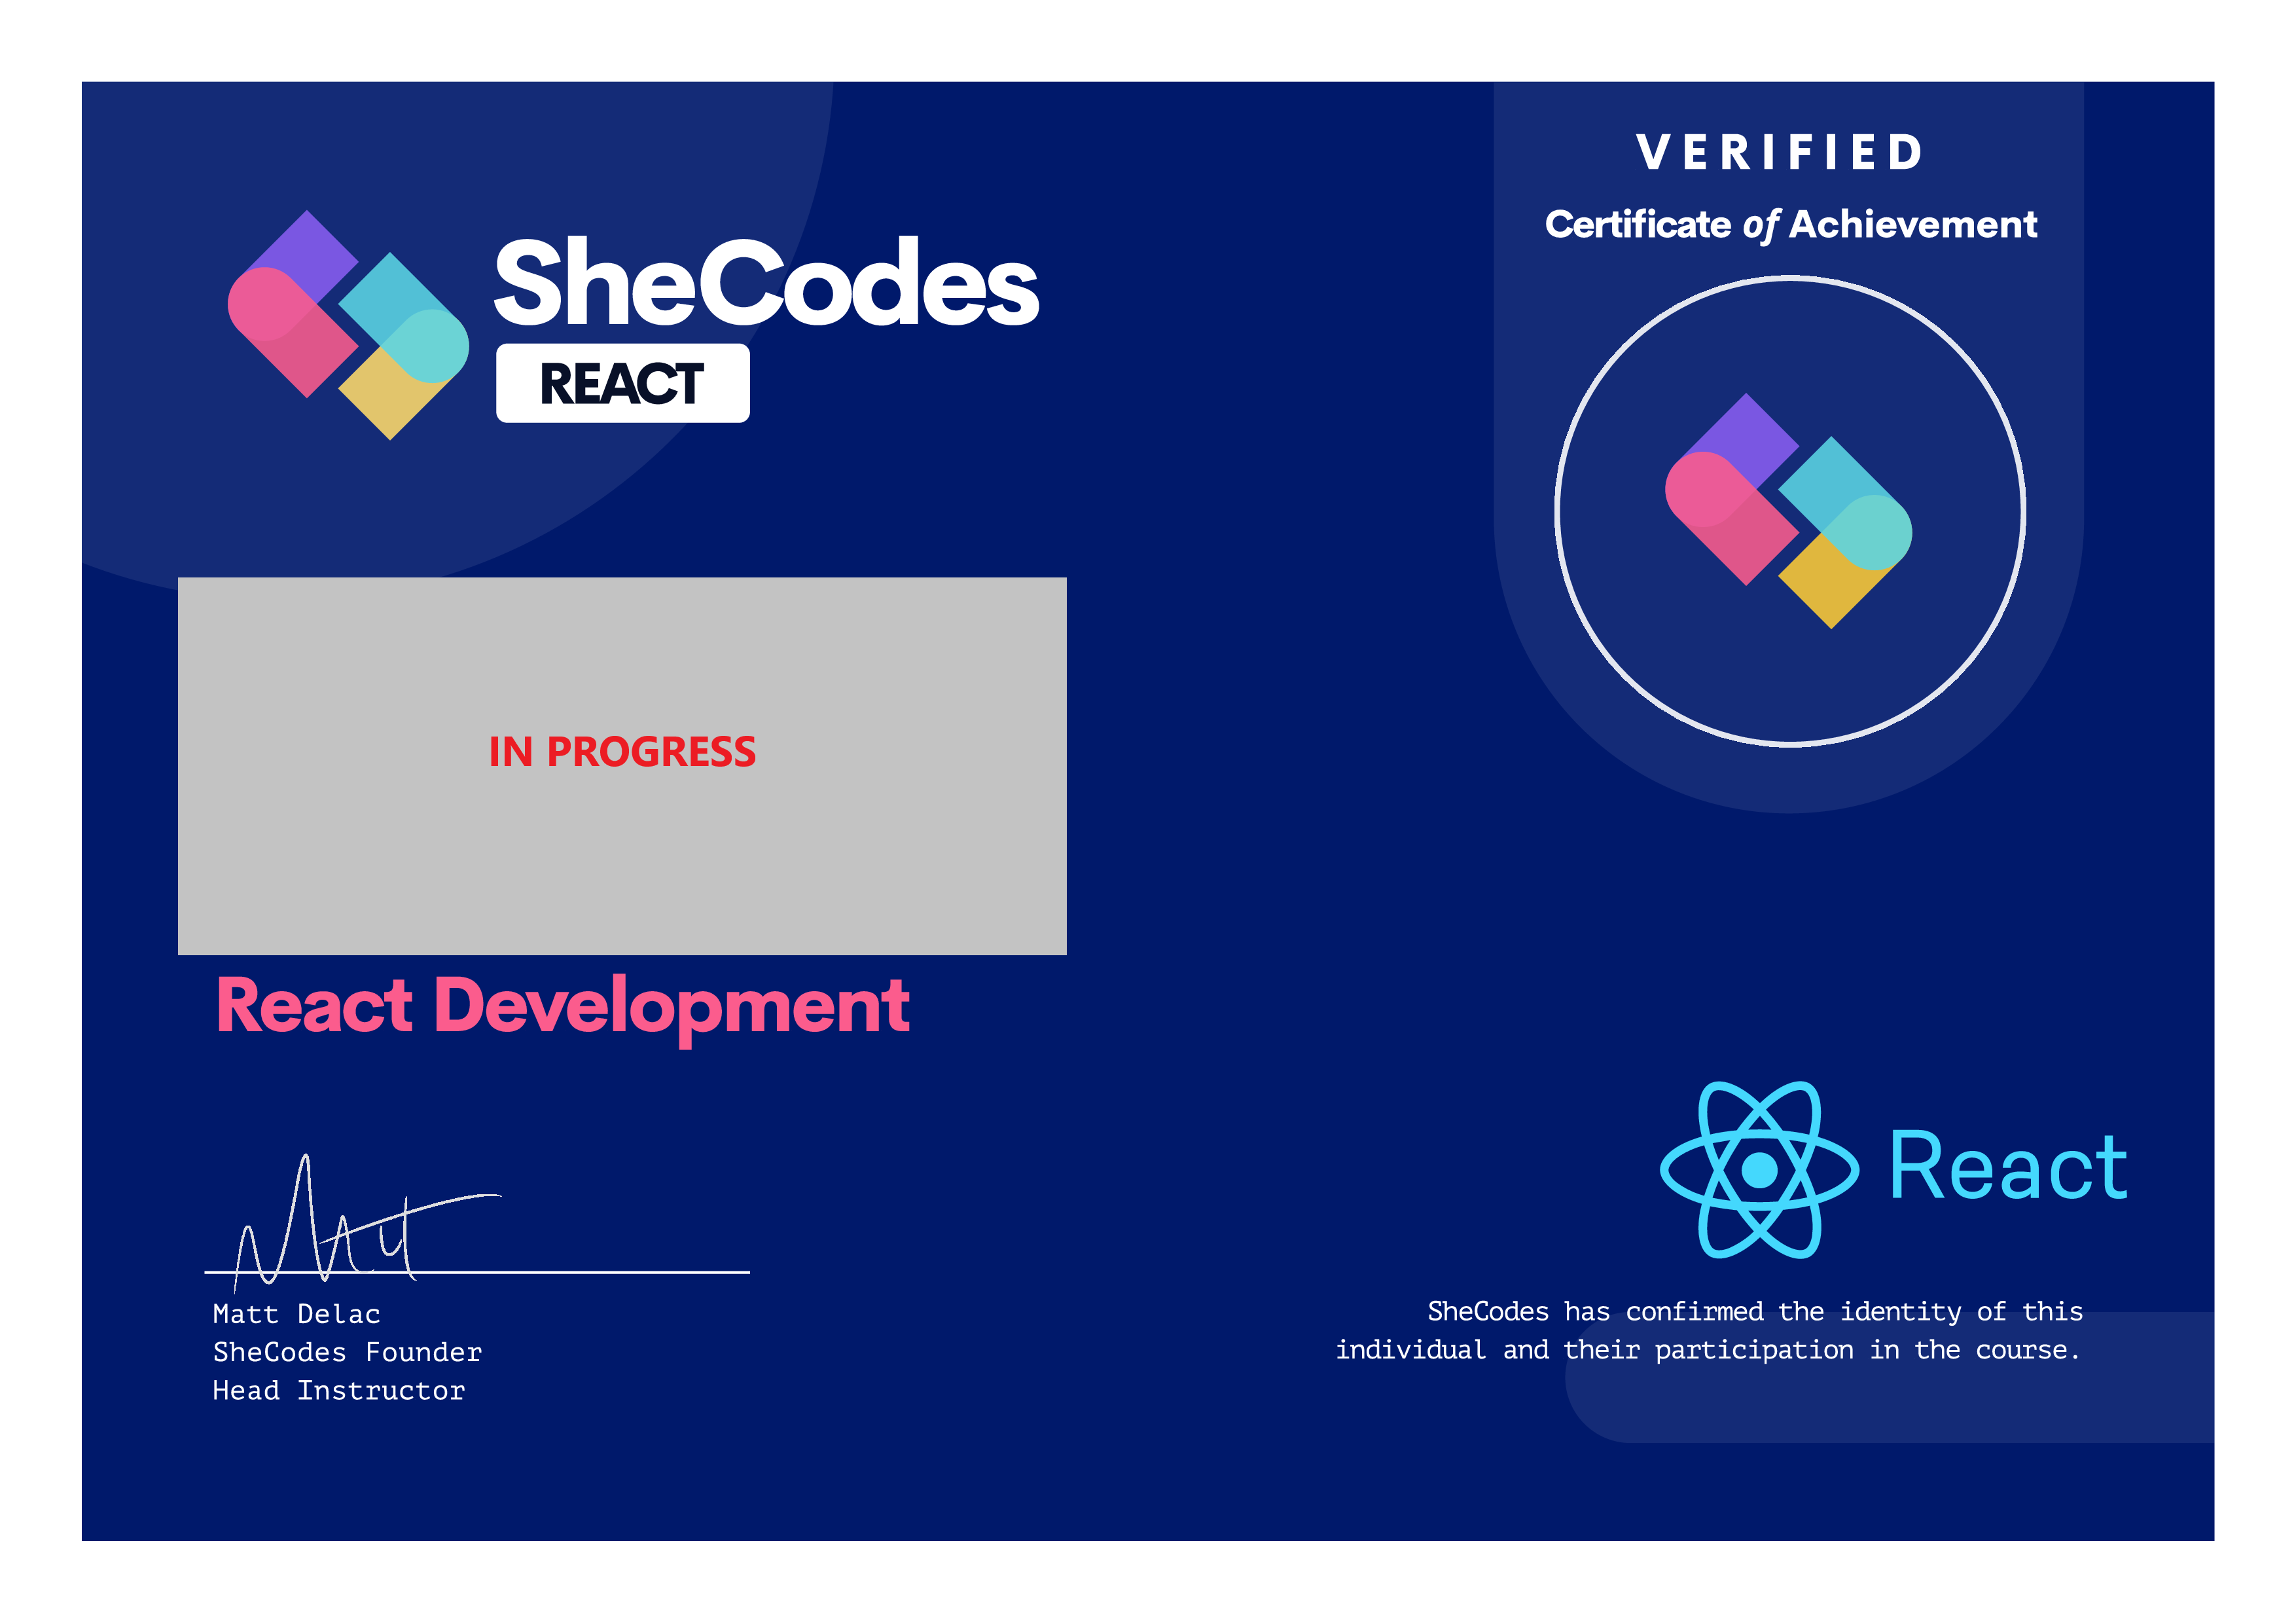 SheCodes
REACT
VERIFIED
Certificate of Achievement
IN PROGRESS
React Development
Matt
Matt Delac
SheCodes Founder
Head Instructor
React
SheCodes has confirmed the identity of this
individual and their participation in the course.